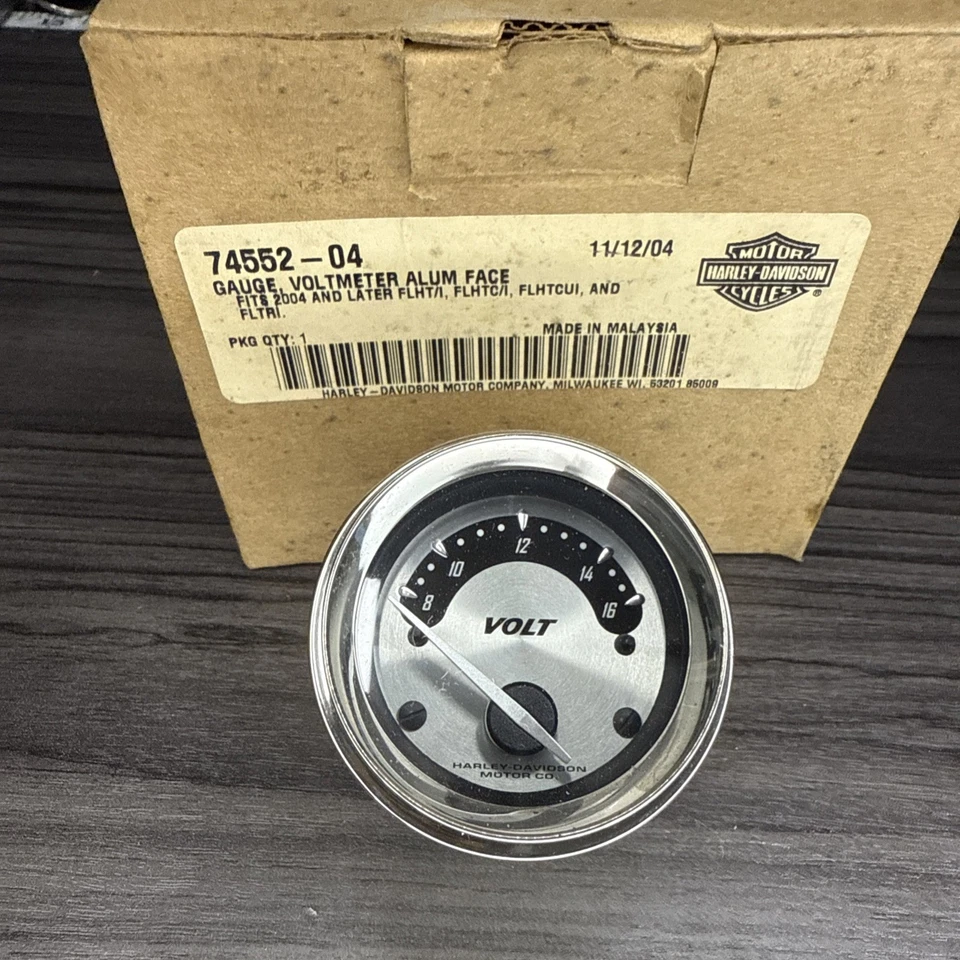 74552-04
11/12/04
GAUGE, VOLTMETER ALUM FACE
FITS 2004 AND LATER FLHT/I, FLHTC/I, FLHTCUI, AND
FLTRI.
PKG QTY: 1
MADE IN MALAYSIA
HARLEY-DAVIDSON MOTOR COMPANY, MILWAUKEE WI, 53201 85009
MOTOR
HARLEY-DAVIDSON
CYCLES
®
8
10
12
14
16
VOLT
HARLEY-DAVIDSON
MOTOR CO.